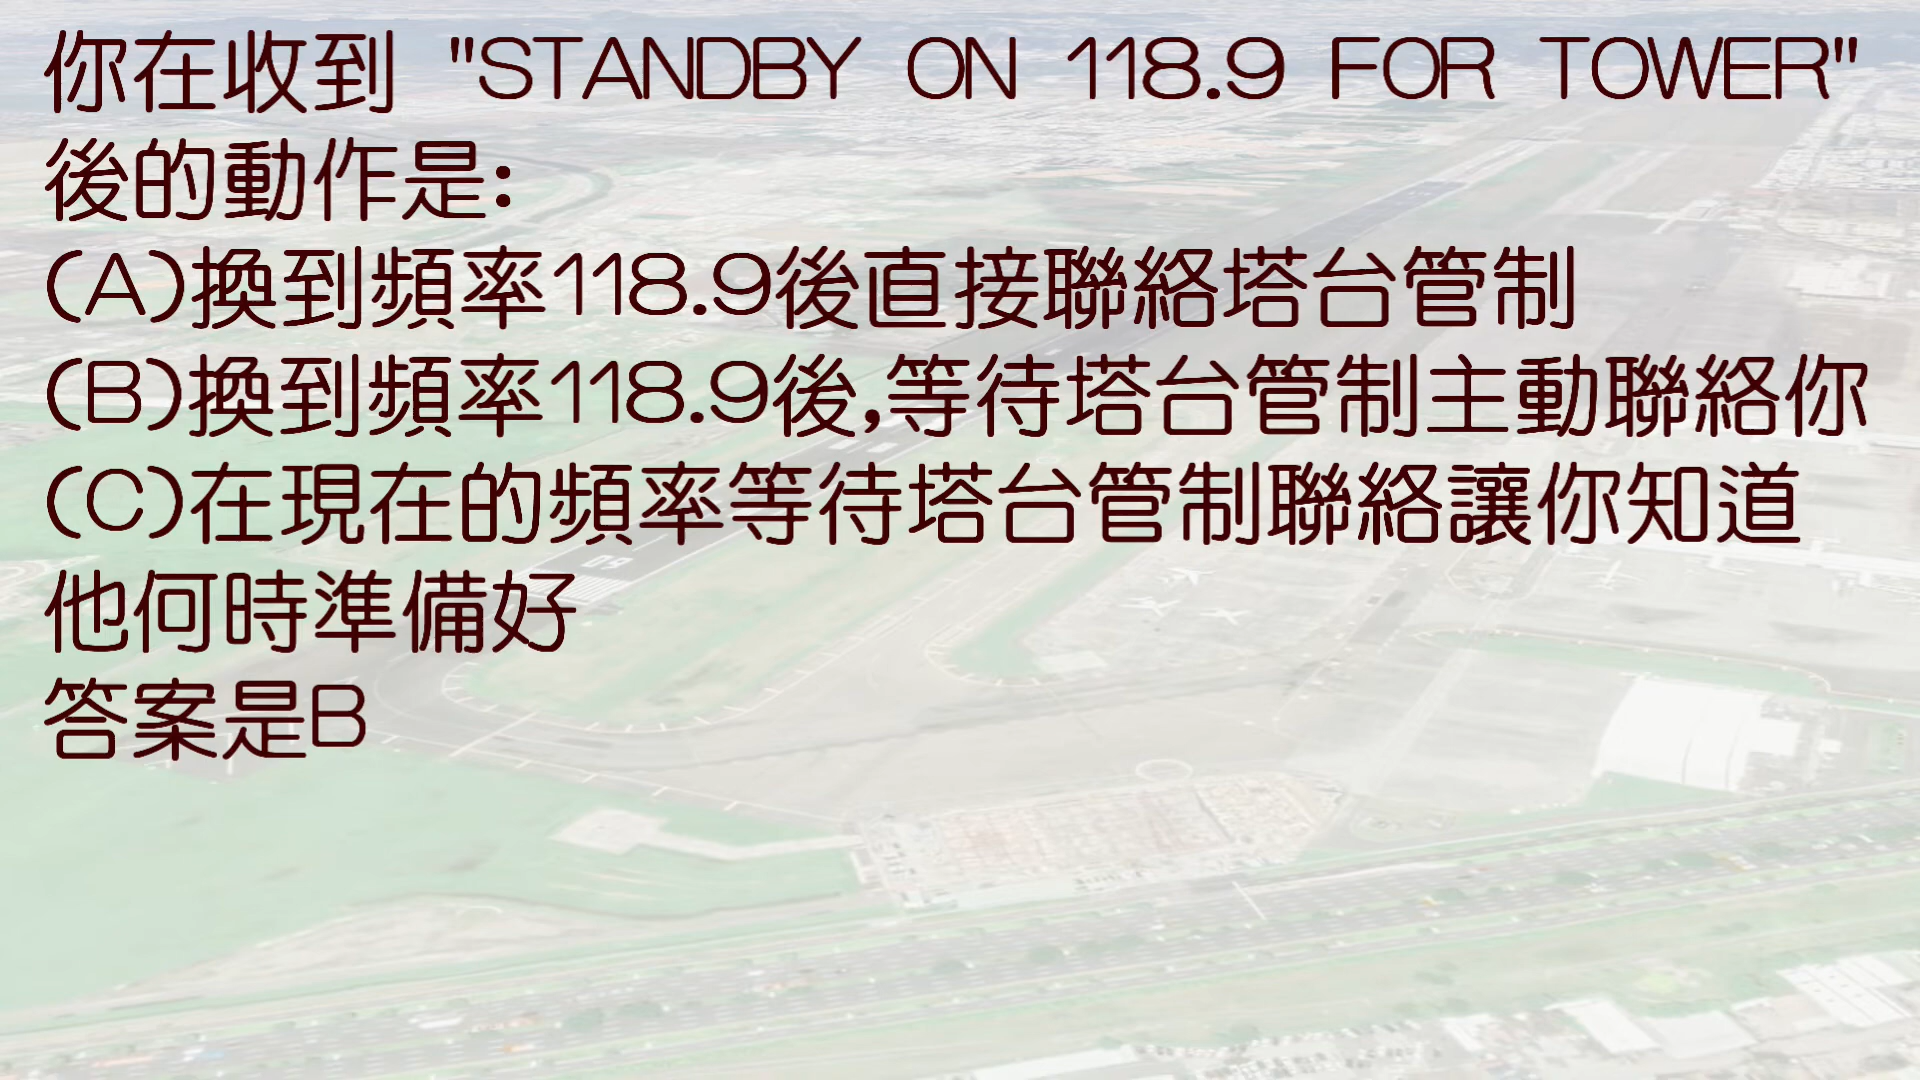 你在收到 "STANDBY ON 118.9 FOR TOWER"
後的動作是:
(A)換到頻率118.9後直接聯絡塔台管制
(B)換到頻率118.9後,等待塔台管制主動聯絡你
(C)在現在的頻率等待塔台管制聯絡讓你知道
他何時準備好
答案是B